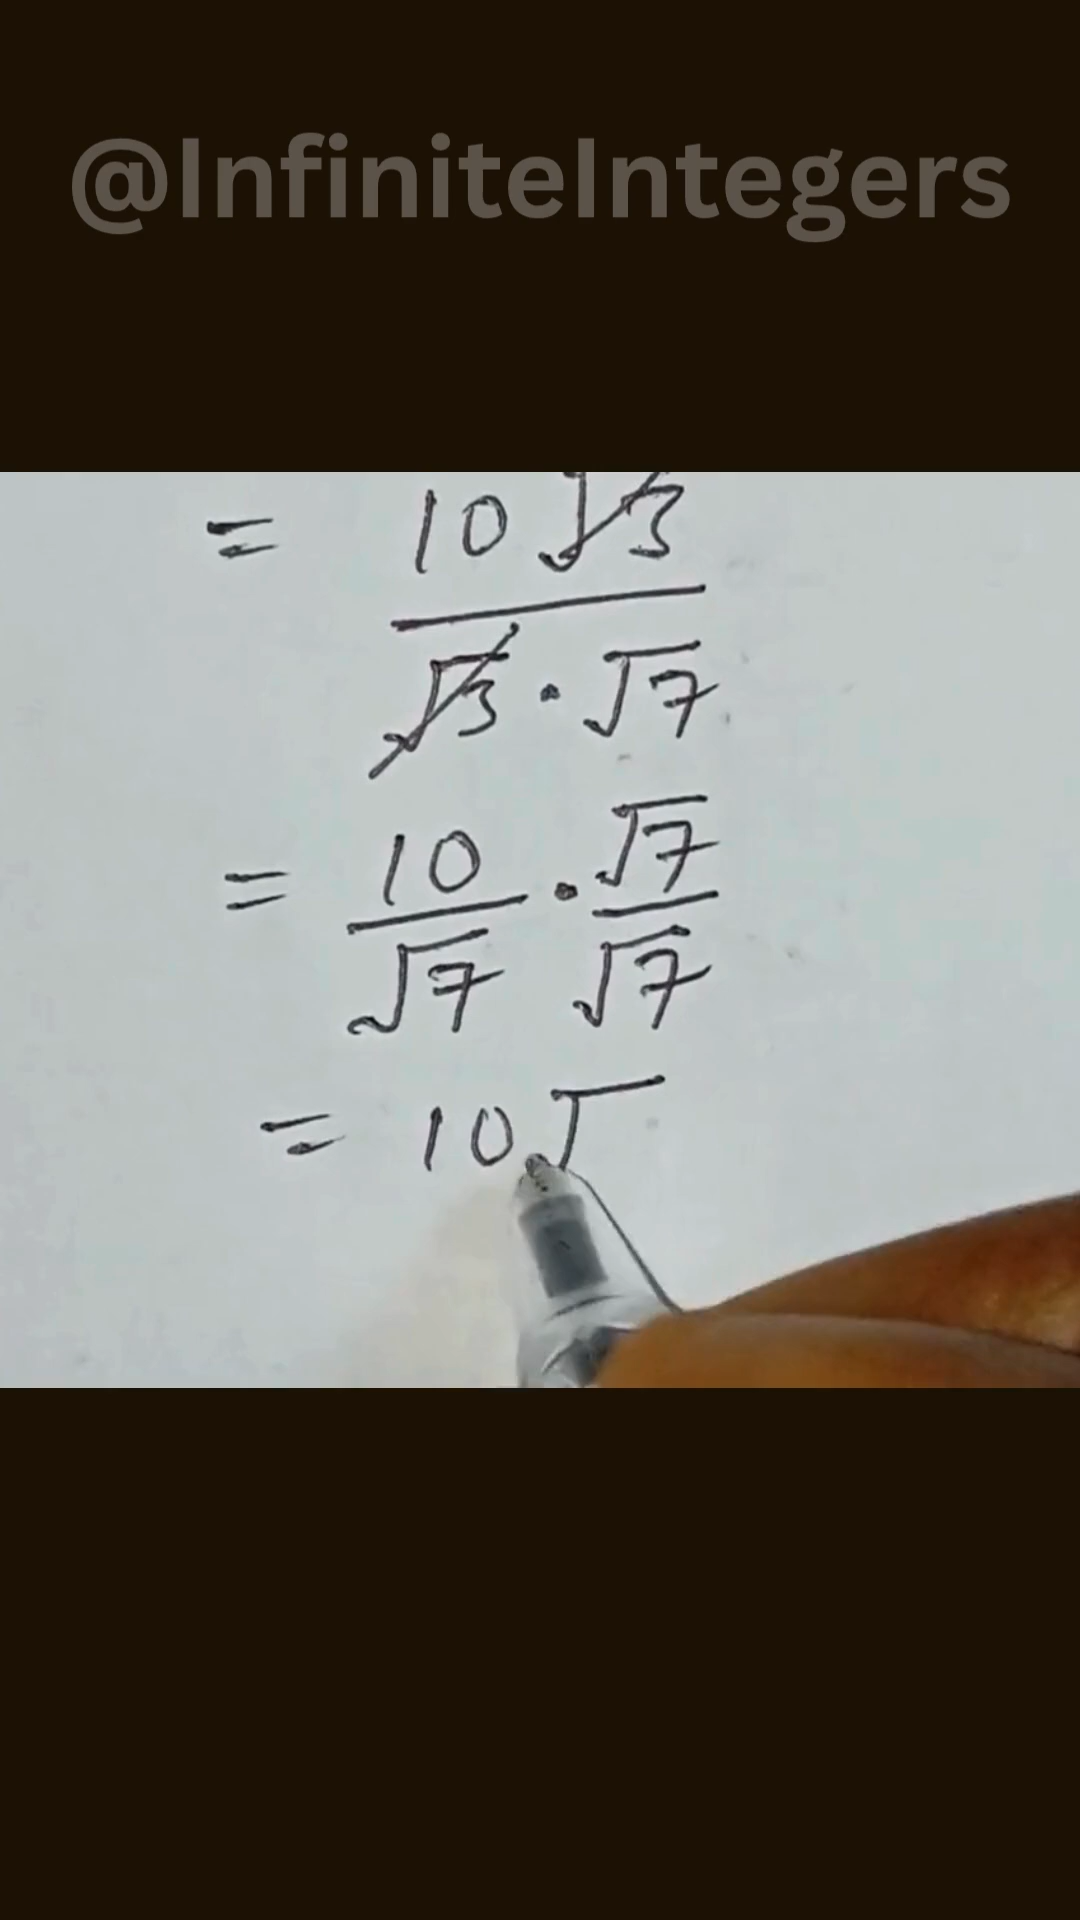 @InfiniteIntegers
= 10√3
√3 · √7
= 10/√7 · √7/√7
= 10√